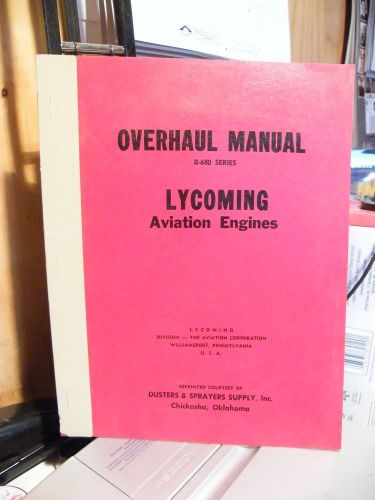 OVERHAUL MANUAL
R-680 SERIES
LYCOMING
Aviation Engines
LYCOMING
DIVISION — THE AVIATION CORPORATION
WILLIAMSPORT, PENNSYLVANIA
U. S. A.
REPRINTED COURTESY OF
DUSTERS & SPRAYERS SUPPLY, Inc.
Chickasha, Oklahoma